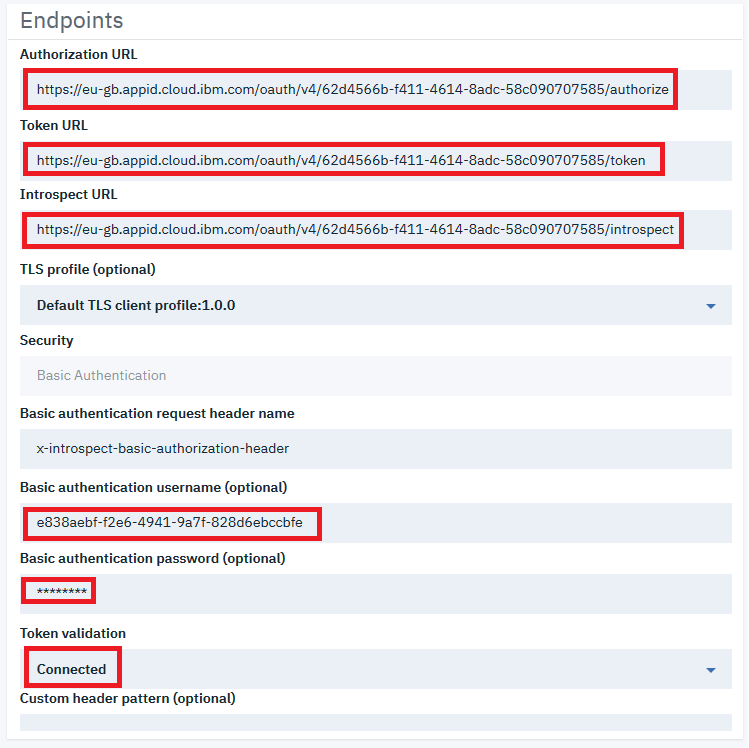 Endpoints
Authorization URL
https://eu-gb.appid.cloud.ibm.com/oauth/v4/62d4566b-f411-4614-8adc-58c090707585/authorize
Token URL
https://eu-gb.appid.cloud.ibm.com/oauth/v4/62d4566b-f411-4614-8adc-58c090707585/token
Introspect URL
https://eu-gb.appid.cloud.ibm.com/oauth/v4/62d4566b-f411-4614-8adc-58c090707585/introspect
TLS profile (optional)
Default TLS client profile:1.0.0
Security
Basic Authentication
Basic authentication request header name
x-introspect-basic-authorization-header
Basic authentication username (optional)
e838aebf-f2e6-4941-9a7f-828d6ebccbfe
Basic authentication password (optional)
********
Token validation
Connected
Custom header pattern (optional)